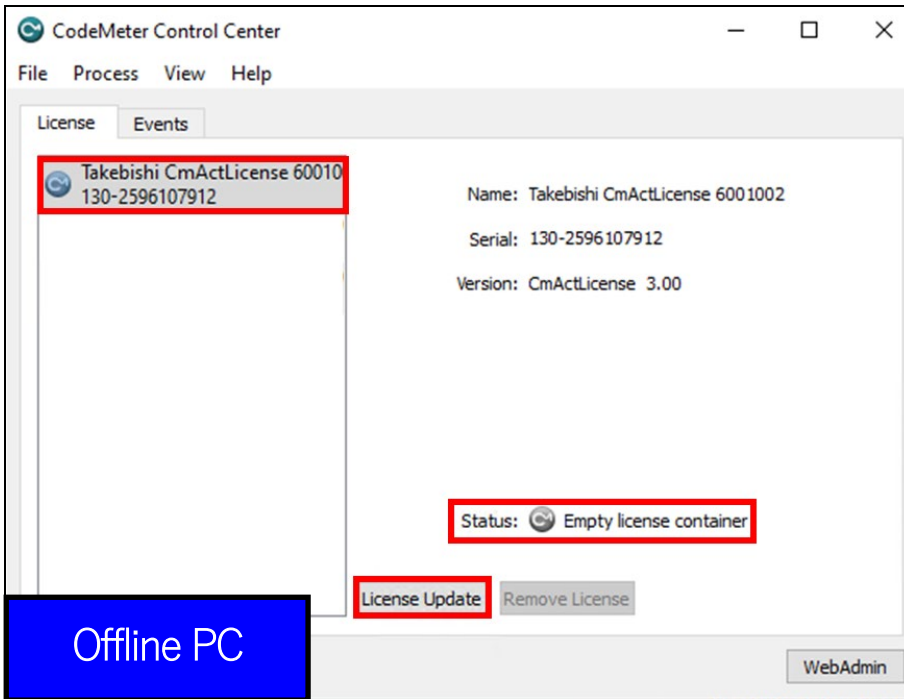 CodeMeter Control Center
File Process View Help
License Events
Takebishi CmActLicense 60010
130-2596107912
Name: Takebishi CmActLicense 6001002
Serial: 130-2596107912
Version: CmActLicense 3.00
Status: Empty license container
License Update Remove License
Offline PC
WebAdmin